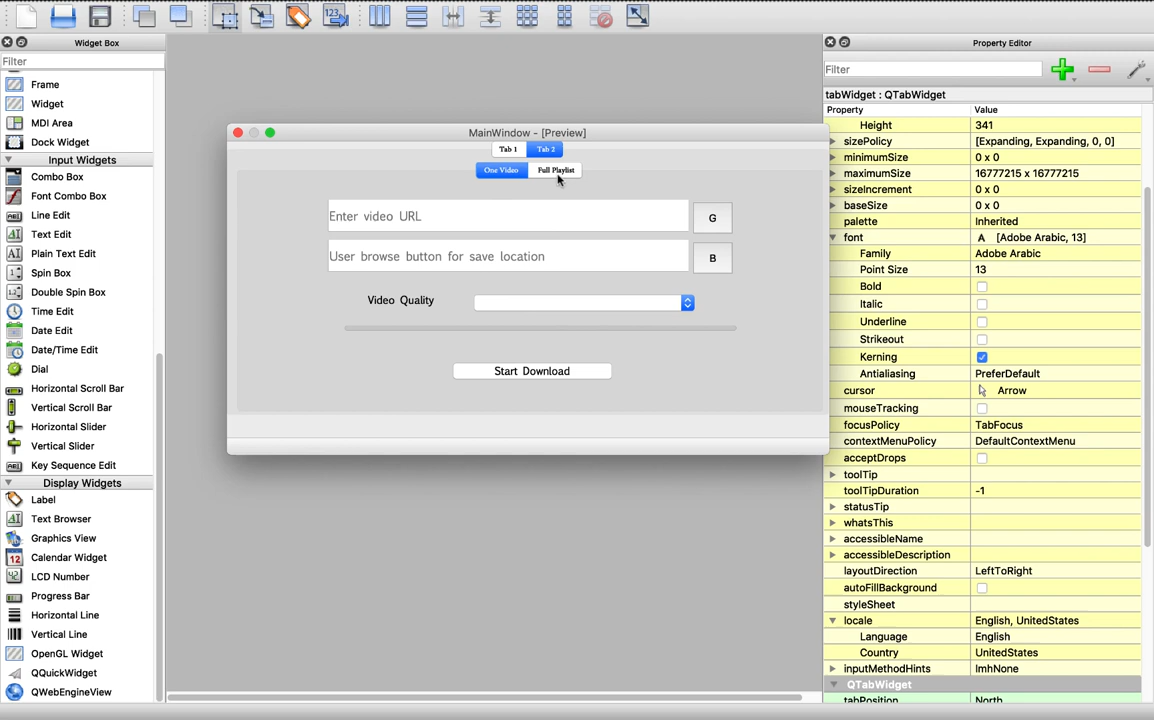 123
Widget Box
Filter
Frame
Widget
MDI Area
Dock Widget
Input Widgets
Combo Box
Font Combo Box
Line Edit
Text Edit
Plain Text Edit
Spin Box
Double Spin Box
Time Edit
Date Edit
Date/Time Edit
Dial
Horizontal Scroll Bar
Vertical Scroll Bar
Horizontal Slider
Vertical Slider
Key Sequence Edit
Display Widgets
Label
Text Browser
Graphics View
Calendar Widget
LCD Number
Progress Bar
Horizontal Line
Vertical Line
OpenGL Widget
QQuickWidget
QWebEngineView
MainWindow - [Preview]
Tab 1 Tab 2
One Video Full Playlist
Enter video URL G
User browse button for save location B
Video Quality
Start Download
Property Editor
Filter
tabWidget : QTabWidget
Property Value
Height 341
sizePolicy [Expanding, Expanding, 0, 0]
minimumSize 0 x 0
maximumSize 16777215 x 16777215
sizeIncrement 0 x 0
baseSize 0 x 0
palette Inherited
font A [Adobe Arabic, 13]
Family Adobe Arabic
Point Size 13
Bold
Italic
Underline
Strikeout
Kerning
Antialiasing PreferDefault
cursor Arrow
mouseTracking
focusPolicy TabFocus
contextMenuPolicy DefaultContextMenu
acceptDrops
toolTip
toolTipDuration -1
statusTip
whatsThis
accessibleName
accessibleDescription
layoutDirection LeftToRight
autoFillBackground
styleSheet
locale English, UnitedStates
Language English
Country UnitedStates
inputMethodHints ImhNone
QTabWidget
tabPosition North